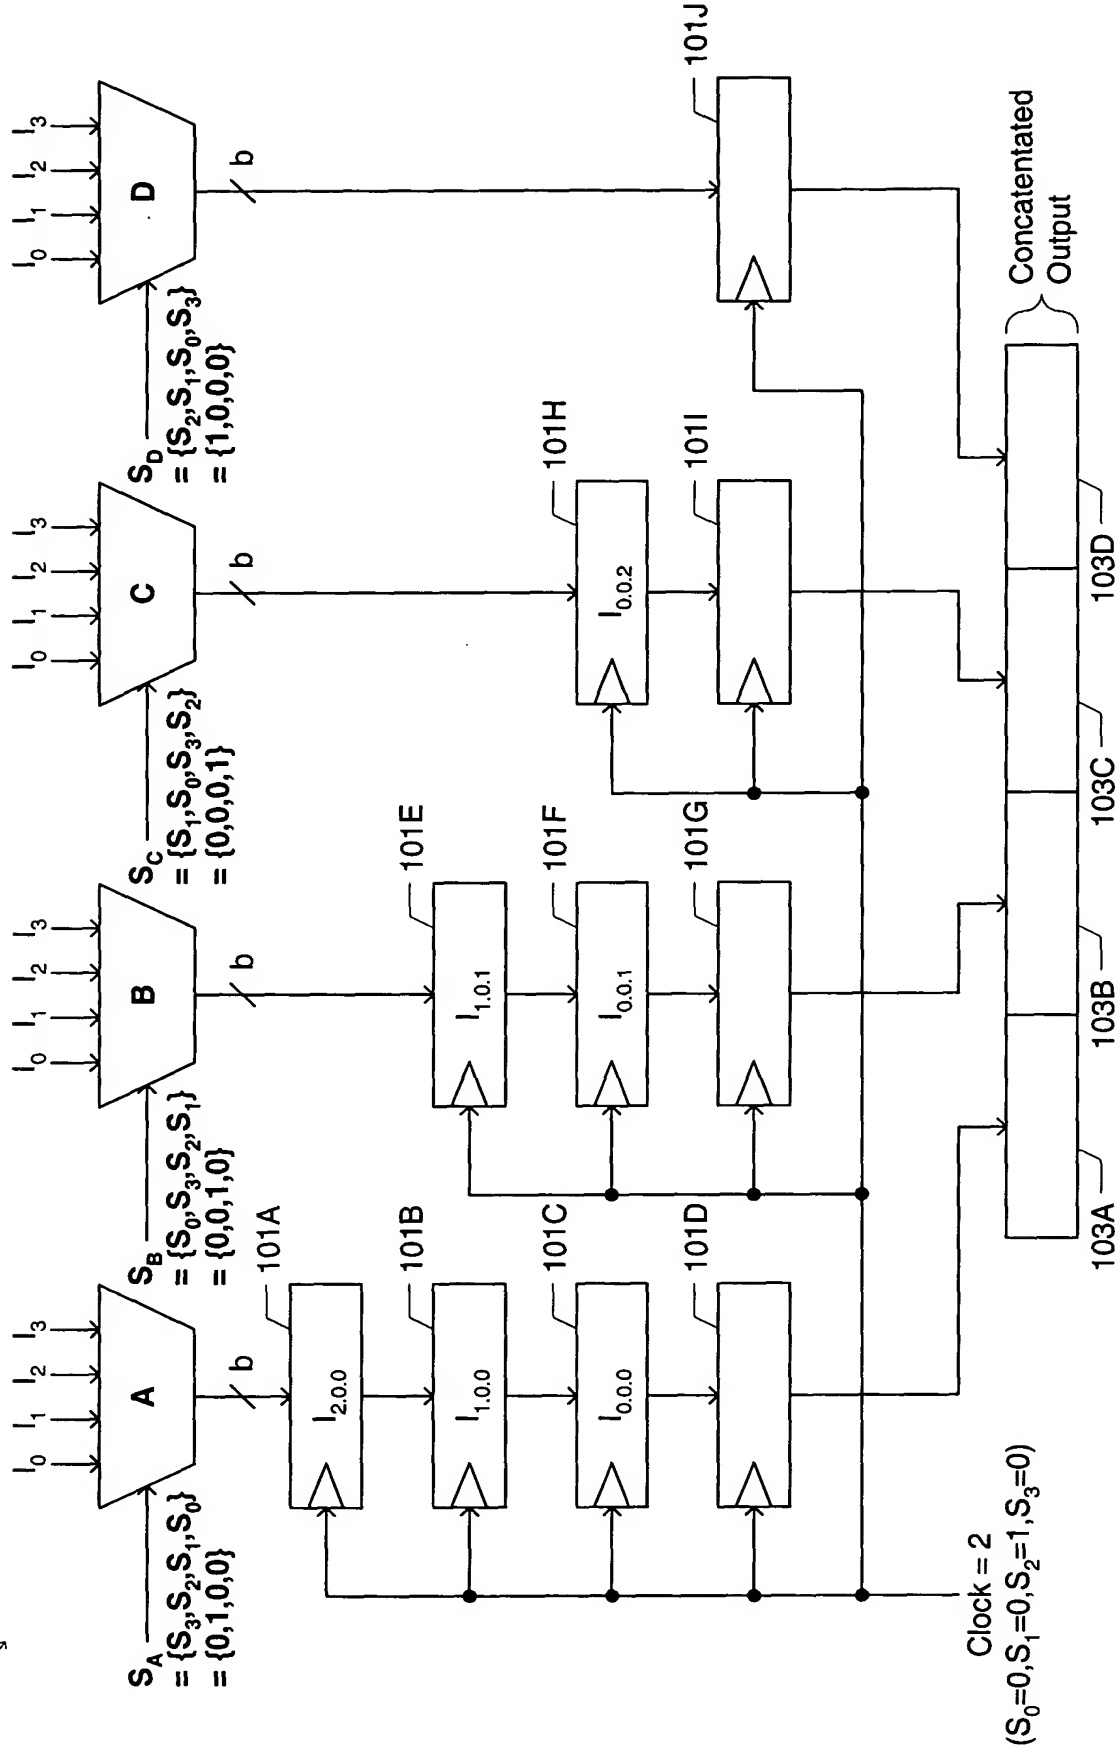 I₀ I₁ I₂ I₃
I₀ I₁ I₂ I₃
I₀ I₁ I₂ I₃
I₀ I₁ I₂ I₃
A
B
C
D
S_A
= {S₃,S₂,S₁,S₀}
= {0,1,0,0}
S_B
= {S₀,S₃,S₂,S₁}
= {0,0,1,0}
S_C
= {S₁,S₀,S₃,S₂}
= {0,0,0,1}
S_D
= {S₂,S₁,S₀,S₃}
= {1,0,0,0}
b
b
b
b
101A
I₂.₀.₀
101B
I₁.₀.₀
101E
I₁.₀.₁
101C
I₀.₀.₀
101F
I₀.₀.₁
101H
I₀.₀.₂
101D
101G
101I
101J
Clock = 2
(S₀=0,S₁=0,S₂=1,S₃=0)
Concatentated
Output
103A
103B
103C
103D